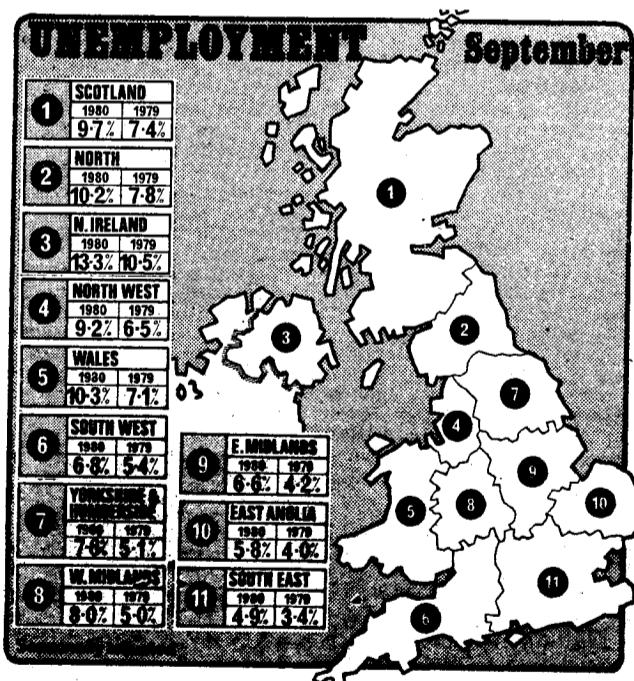 UNEMPLOYMENT September
1 SCOTLAND
1980 1979
9·7% 7·4%
2 NORTH
1980 1979
10·2% 7·8%
3 N. IRELAND
1980 1979
13·3% 10·5%
4 NORTH WEST
1980 1979
9·2% 6·5%
5 WALES
1980 1979
10·3% 7·1%
6 SOUTH WEST
1980 1979
6·8% 5·4%
7 YORKSHIRE &
HUMBERSIDE
1980 1979
5·1%
8 W. MIDLANDS
1980 1979
8·0% 5·0%
9 E. MIDLANDS
1980 1979
6·6% 4·2%
10 EAST ANGLIA
1980 1979
5·8% 4·0%
11 SOUTH EAST
1980 1979
4·9% 3·4%
1
2
3
03
7
4
9
10
5
8
11
6